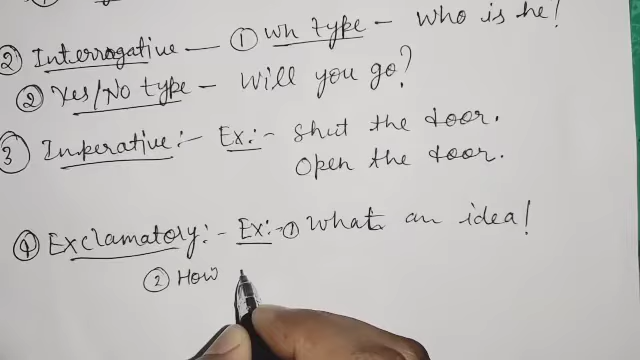 ② Interrogative — ① Wh type - Who is he!
② Yes/No type - Will you go?
③ Imperative:- Ex:- Shut the door.
Open the door.
④ Exclamatory:- Ex:-① What an idea!
② How